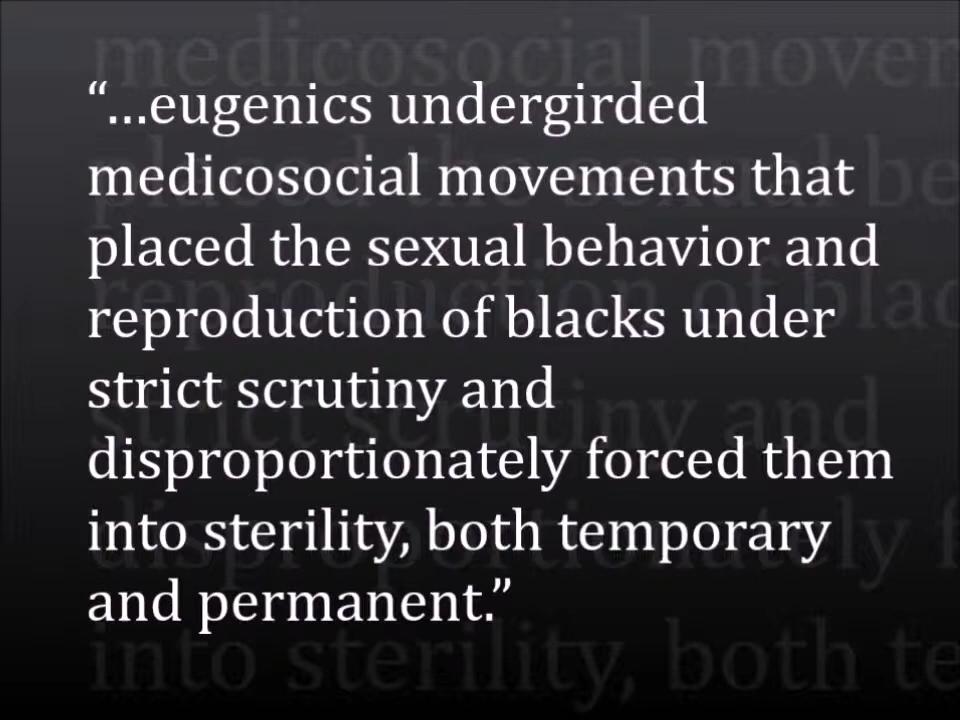 “...eugenics undergirded
medicosocial movements that
placed the sexual behavior and
reproduction of blacks under
strict scrutiny and
disproportionately forced them
into sterility, both temporary
and permanent.”